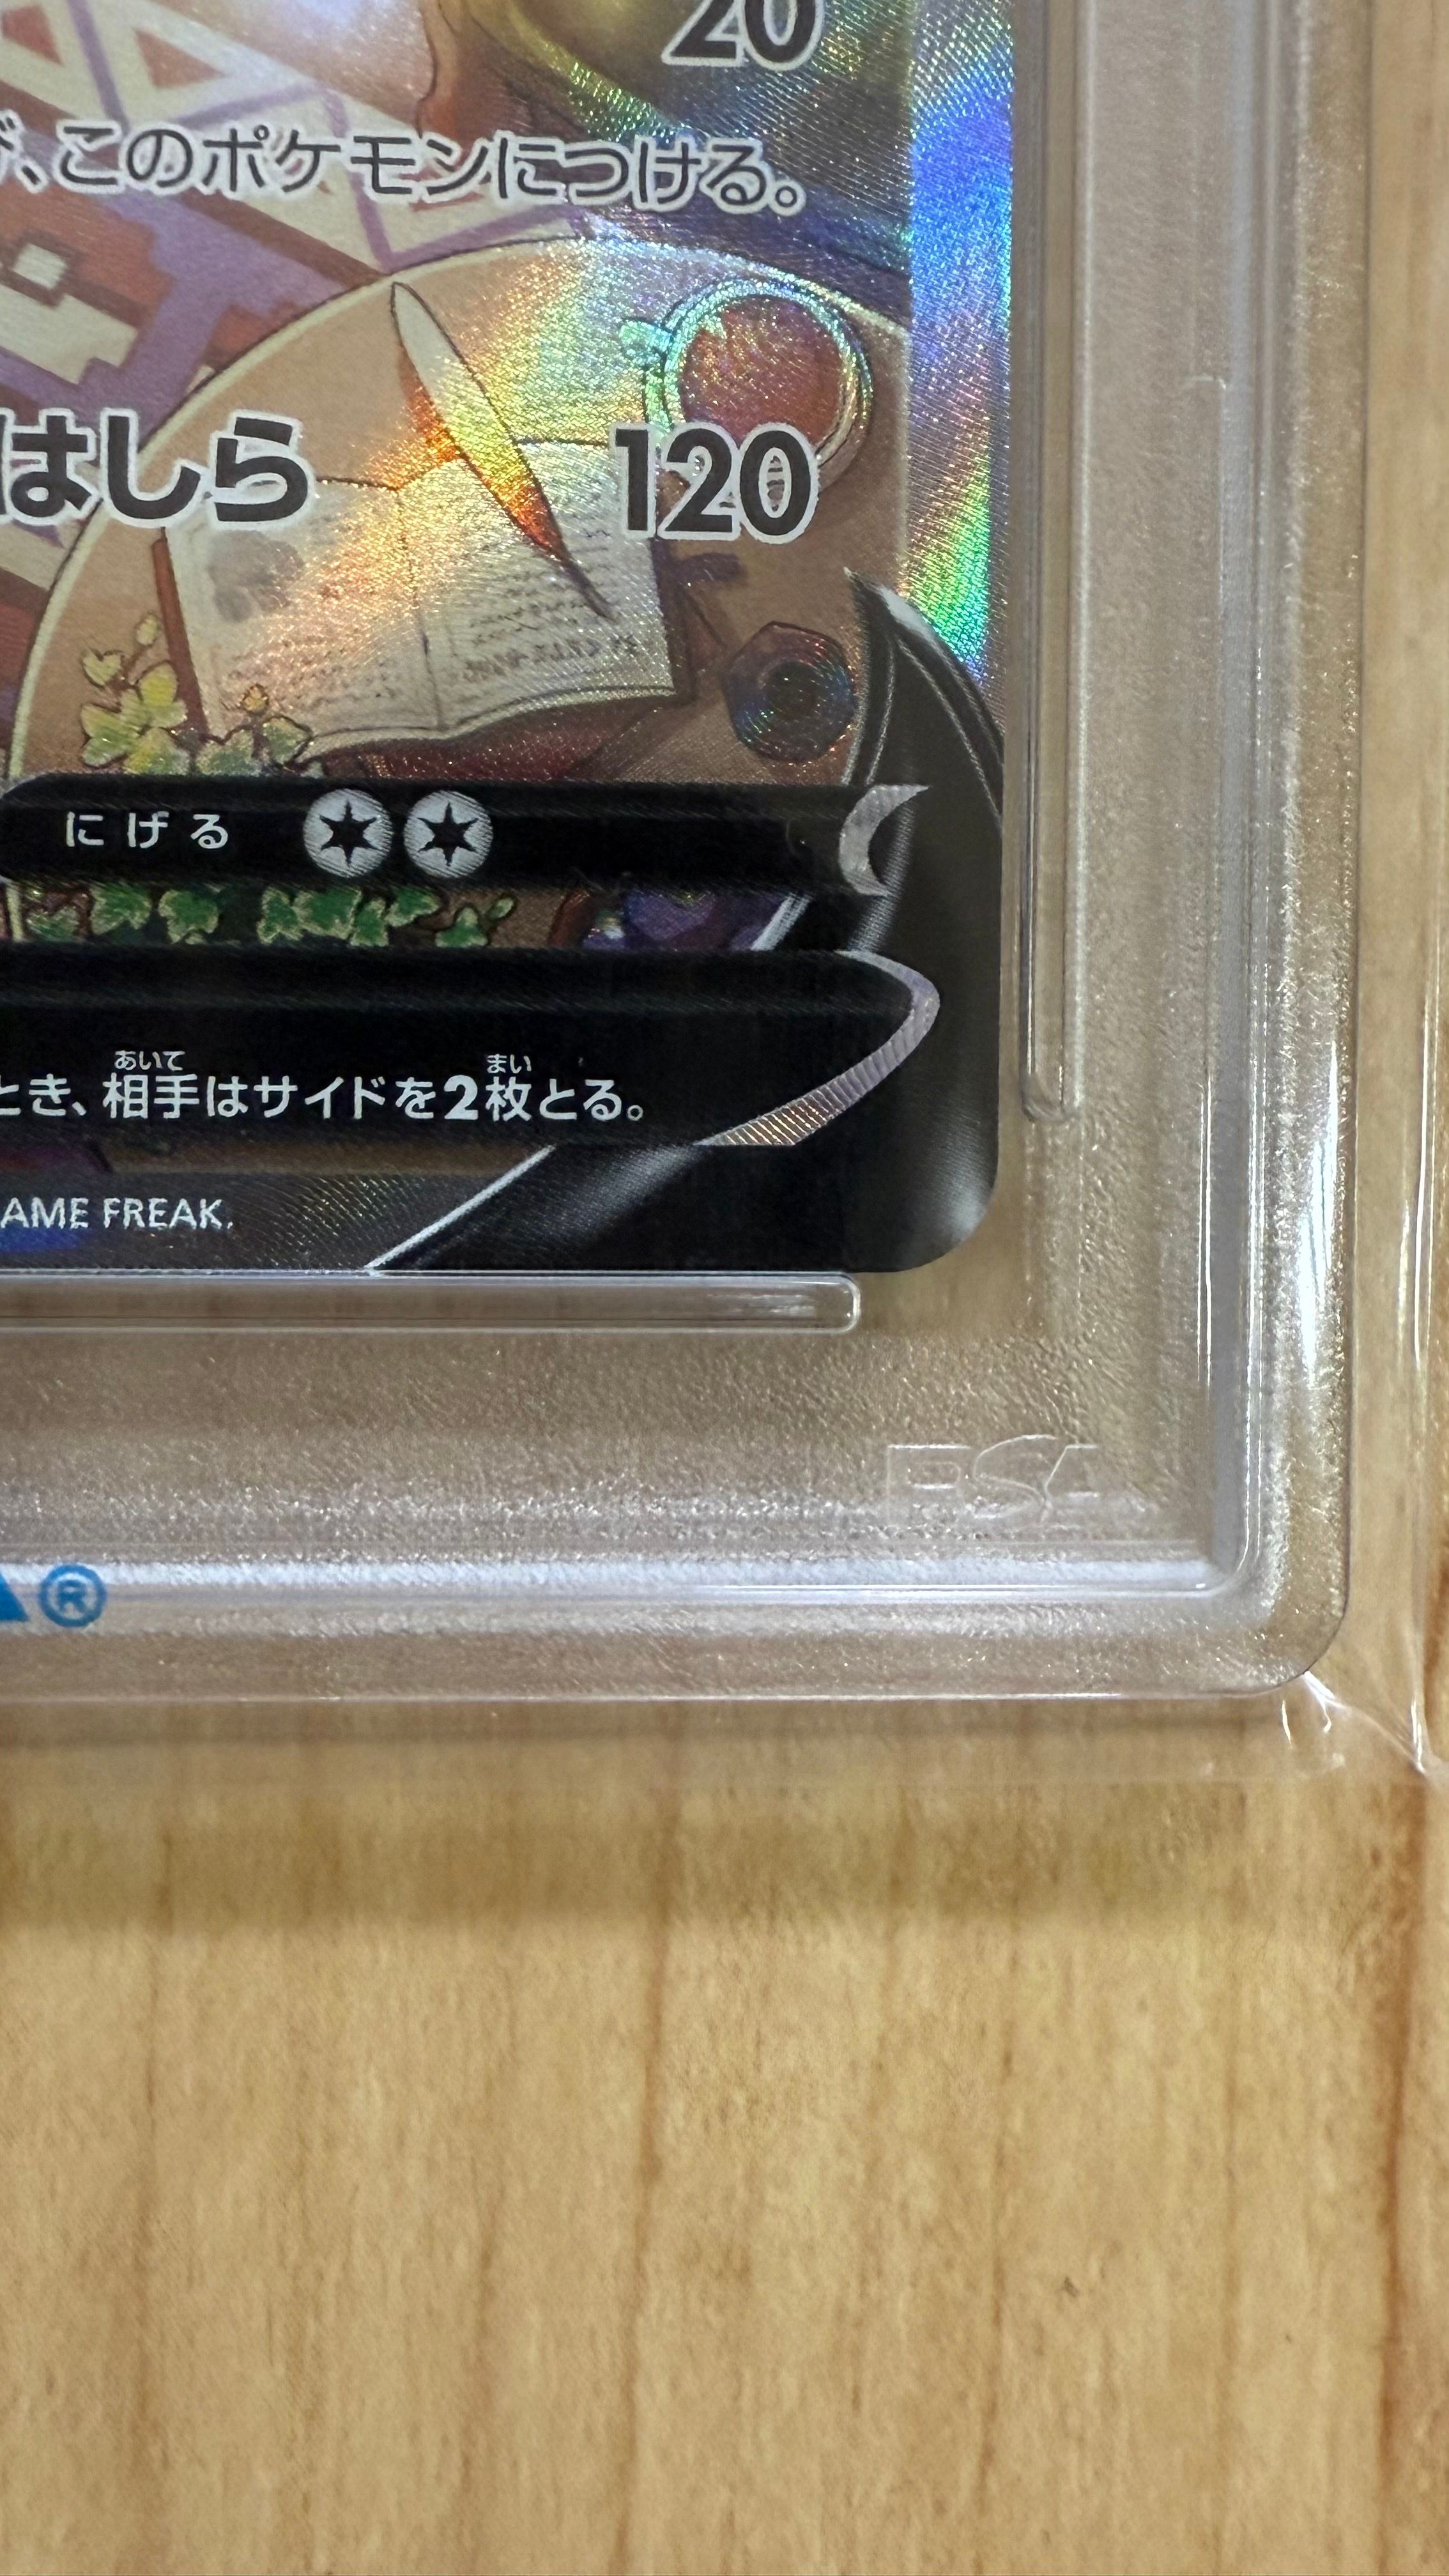 20
、このポケモンにつける。
はしら 120
にげる
とき、相手はサイドを2枚とる。
あいて まい
AME FREAK.
®